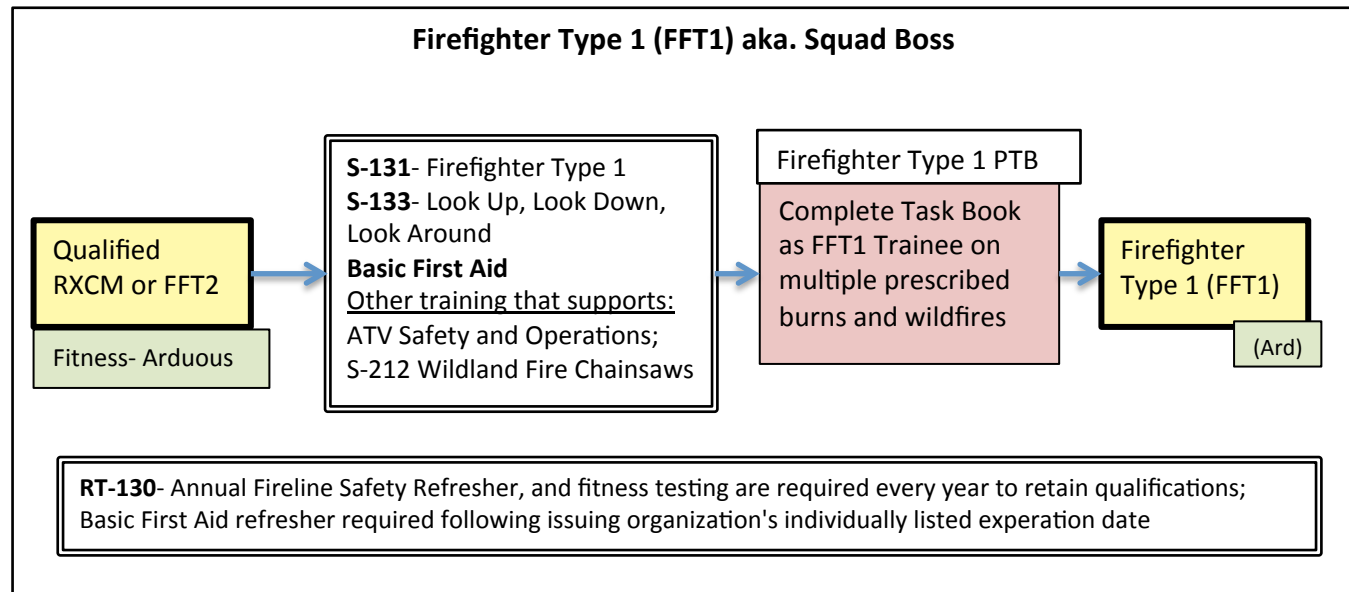 Firefighter Type 1 (FFT1) aka. Squad Boss
Qualified
RXCM or FFT2
Fitness- Arduous
S-131- Firefighter Type 1
S-133- Look Up, Look Down,
Look Around
Basic First Aid
Other training that supports:
ATV Safety and Operations;
S-212 Wildland Fire Chainsaws
Firefighter Type 1 PTB
Complete Task Book
as FFT1 Trainee on
multiple prescribed
burns and wildfires
Firefighter
Type 1 (FFT1)
(Ard)
RT-130- Annual Fireline Safety Refresher, and fitness testing are required every year to retain qualifications;
Basic First Aid refresher required following issuing organization's individually listed experation date